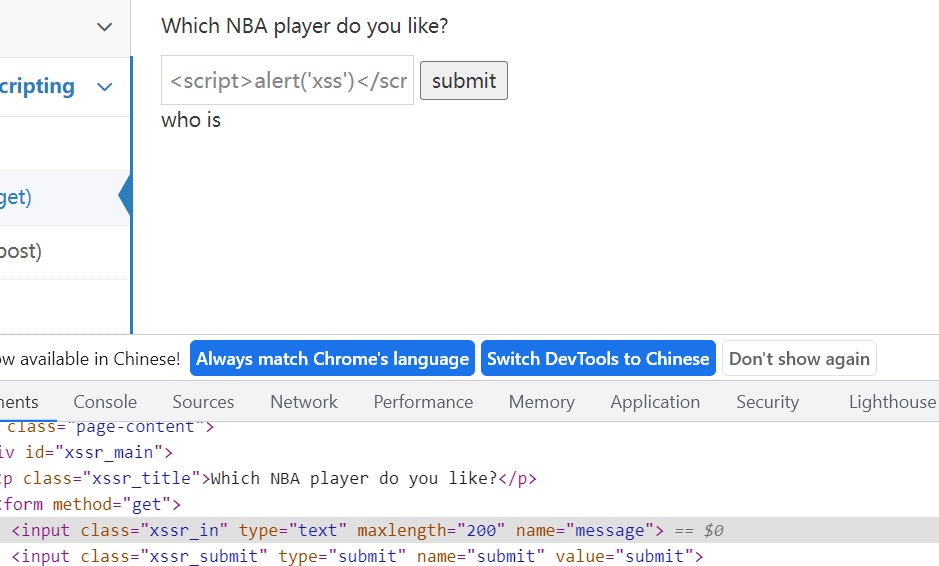 Which NBA player do you like?
<script>alert('xss')</scr
submit
cripting
who is
get)
post)
ow available in Chinese!
Always match Chrome's language
Switch DevTools to Chinese
Don't show again
ments
Console
Sources
Network
Performance
Memory
Application
Security
Lighthouse
class="page-content">
iv id="xssr_main">
p class="xssr_title">Which NBA player do you like?</p>
form method="get">
<input class="xssr_in" type="text" maxlength="200" name="message"> == $0
<input class="xssr_submit" type="submit" name="submit" value="submit">